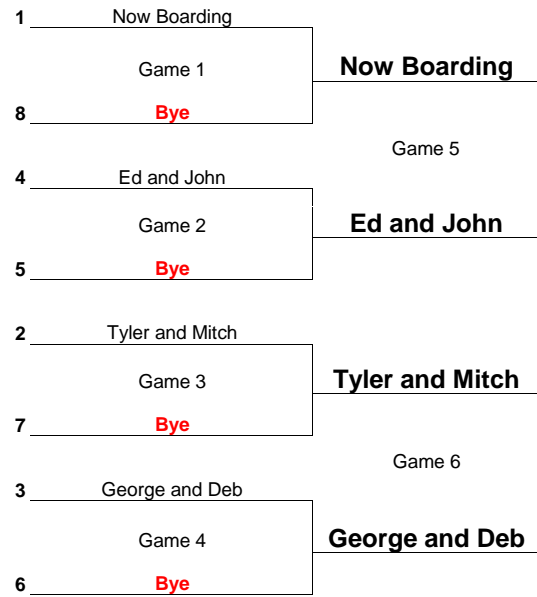 1 Now Boarding
Game 1 Now Boarding
8 Bye
Game 5
4 Ed and John
Game 2 Ed and John
5 Bye
2 Tyler and Mitch
Game 3 Tyler and Mitch
7 Bye
Game 6
3 George and Deb
Game 4 George and Deb
6 Bye